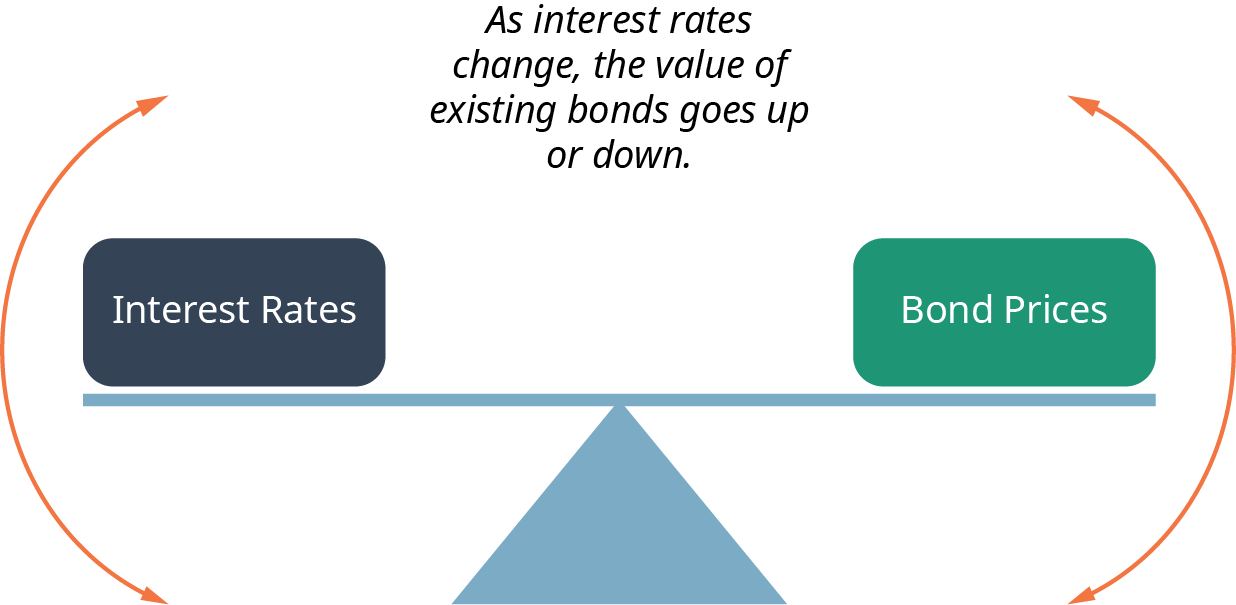 As interest rates
change, the value of
existing bonds goes up
or down.
Interest Rates
Bond Prices